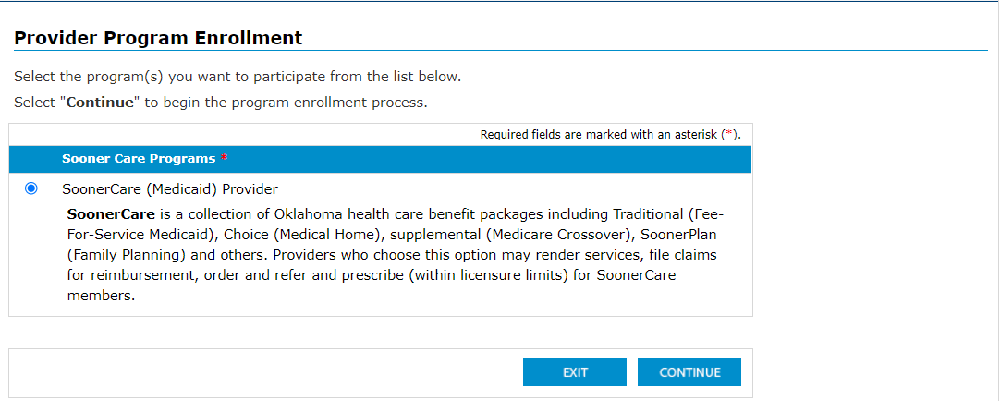 Provider Program Enrollment
Select the program(s) you want to participate from the list below.
Select "Continue" to begin the program enrollment process.
Required fields are marked with an asterisk (*).
Sooner Care Programs *
SoonerCare (Medicaid) Provider
SoonerCare is a collection of Oklahoma health care benefit packages including Traditional (Fee-
For-Service Medicaid), Choice (Medical Home), supplemental (Medicare Crossover), SoonerPlan
(Family Planning) and others. Providers who choose this option may render services, file claims
for reimbursement, order and refer and prescribe (within licensure limits) for SoonerCare
members.
EXIT CONTINUE